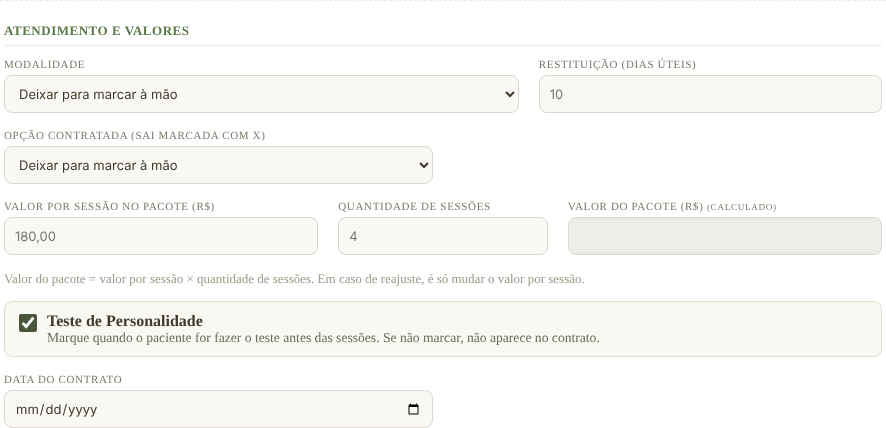 ATENDIMENTO E VALORES
MODALIDADE
RESTITUIÇÃO (DIAS ÚTEIS)
Deixar para marcar à mão
10
OPÇÃO CONTRATADA (SAI MARCADA COM X)
Deixar para marcar à mão
VALOR POR SESSÃO NO PACOTE (R$)
QUANTIDADE DE SESSÕES
VALOR DO PACOTE (R$) (CALCULADO)
180,00
4
Valor do pacote = valor por sessão × quantidade de sessões. Em caso de reajuste, é só mudar o valor por sessão.
Teste de Personalidade
Marque quando o paciente for fazer o teste antes das sessões. Se não marcar, não aparece no contrato.
DATA DO CONTRATO
mm/dd/yyyy